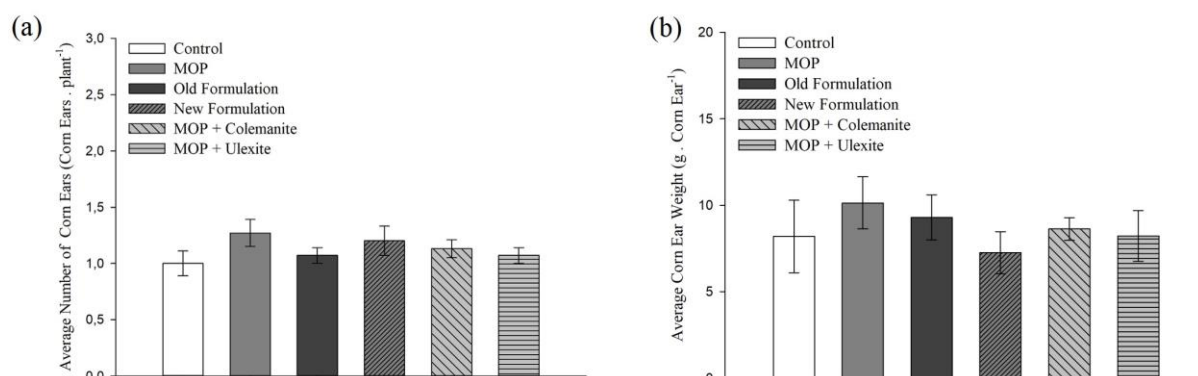 (a)
Average Number of Corn Ears (Corn Ears . plant⁻¹)
3,0
2,5
2,0
1,5
1,0
0,5
0,0
Control
MOP
Old Formulation
New Formulation
MOP + Colemanite
MOP + Ulexite
(b)
Average Corn Ear Weight (g . Corn Ear⁻¹)
20
15
10
5
0
Control
MOP
Old Formulation
New Formulation
MOP + Colemanite
MOP + Ulexite